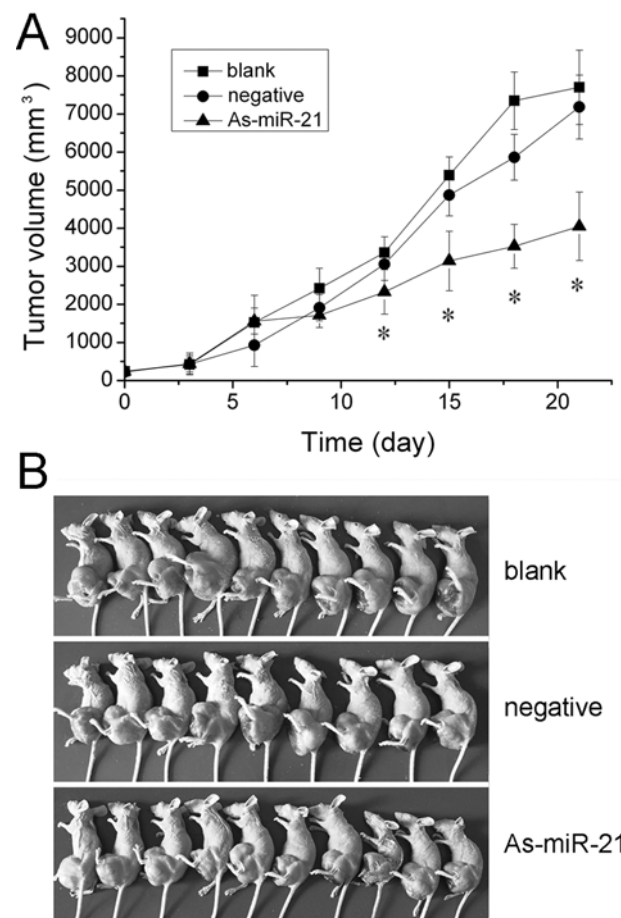 A
9000
8000
7000
6000
5000
4000
3000
2000
1000
0
Tumor volume (mm³)
blank
negative
As-miR-21
* * * *
0 5 10 15 20
Time (day)
B
blank
negative
As-miR-21